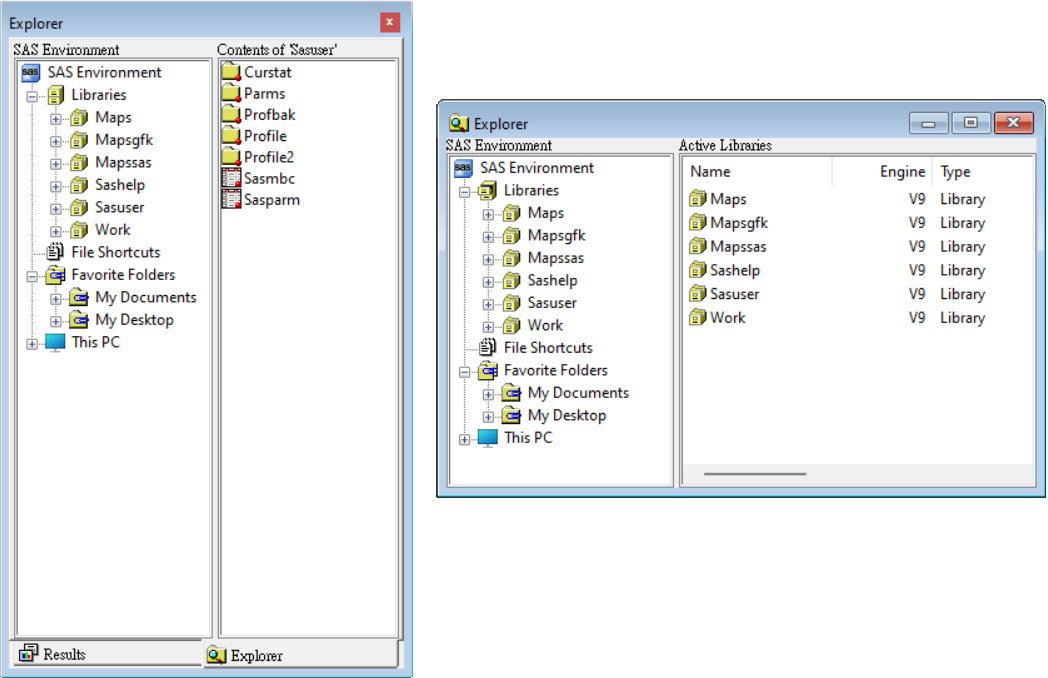 Explorer
SAS Environment
Contents of 'Sasuser'
SAS Environment
Libraries
Maps
Mapsgfk
Mapssas
Sashelp
Sasuser
Work
File Shortcuts
Favorite Folders
My Documents
My Desktop
This PC
Curstat
Parms
Profbak
Profile
Profile2
Sasmbc
Sasparm
Results
Explorer
Explorer
SAS Environment
Active Libraries
SAS Environment
Libraries
Maps
Mapsgfk
Mapssas
Sashelp
Sasuser
Work
File Shortcuts
Favorite Folders
My Documents
My Desktop
This PC
Name Engine Type
Maps V9 Library
Mapsgfk V9 Library
Mapssas V9 Library
Sashelp V9 Library
Sasuser V9 Library
Work V9 Library